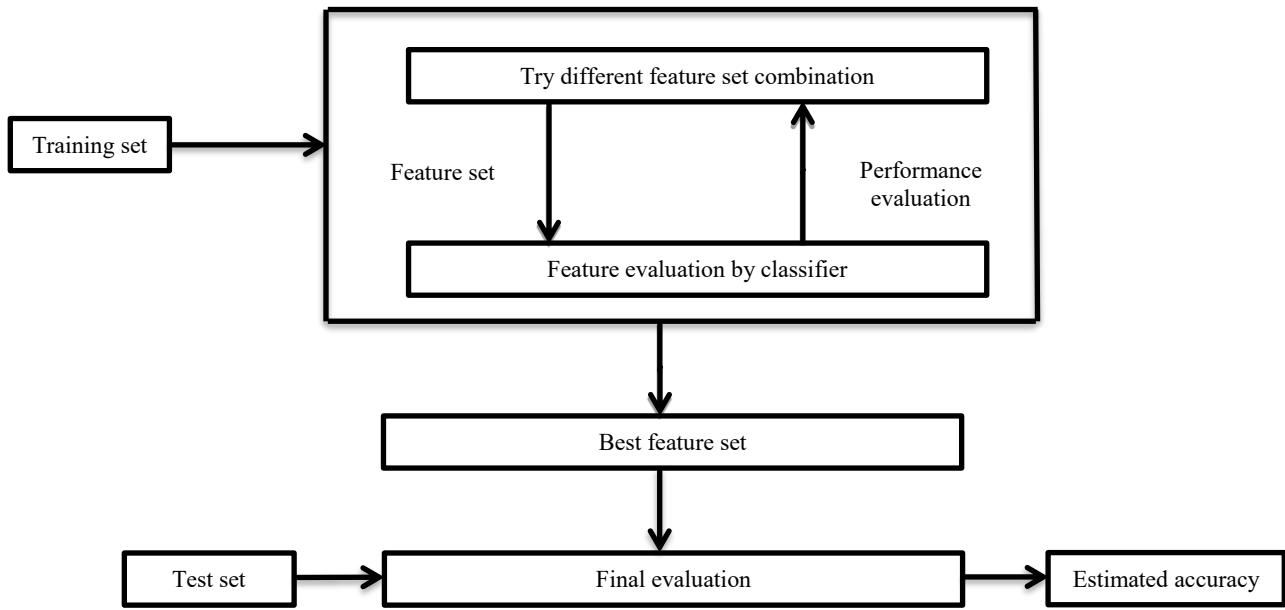 Try different feature set combination
Training set
Feature set
Performance
evaluation
Feature evaluation by classifier
Best feature set
Test set
Final evaluation
Estimated accuracy